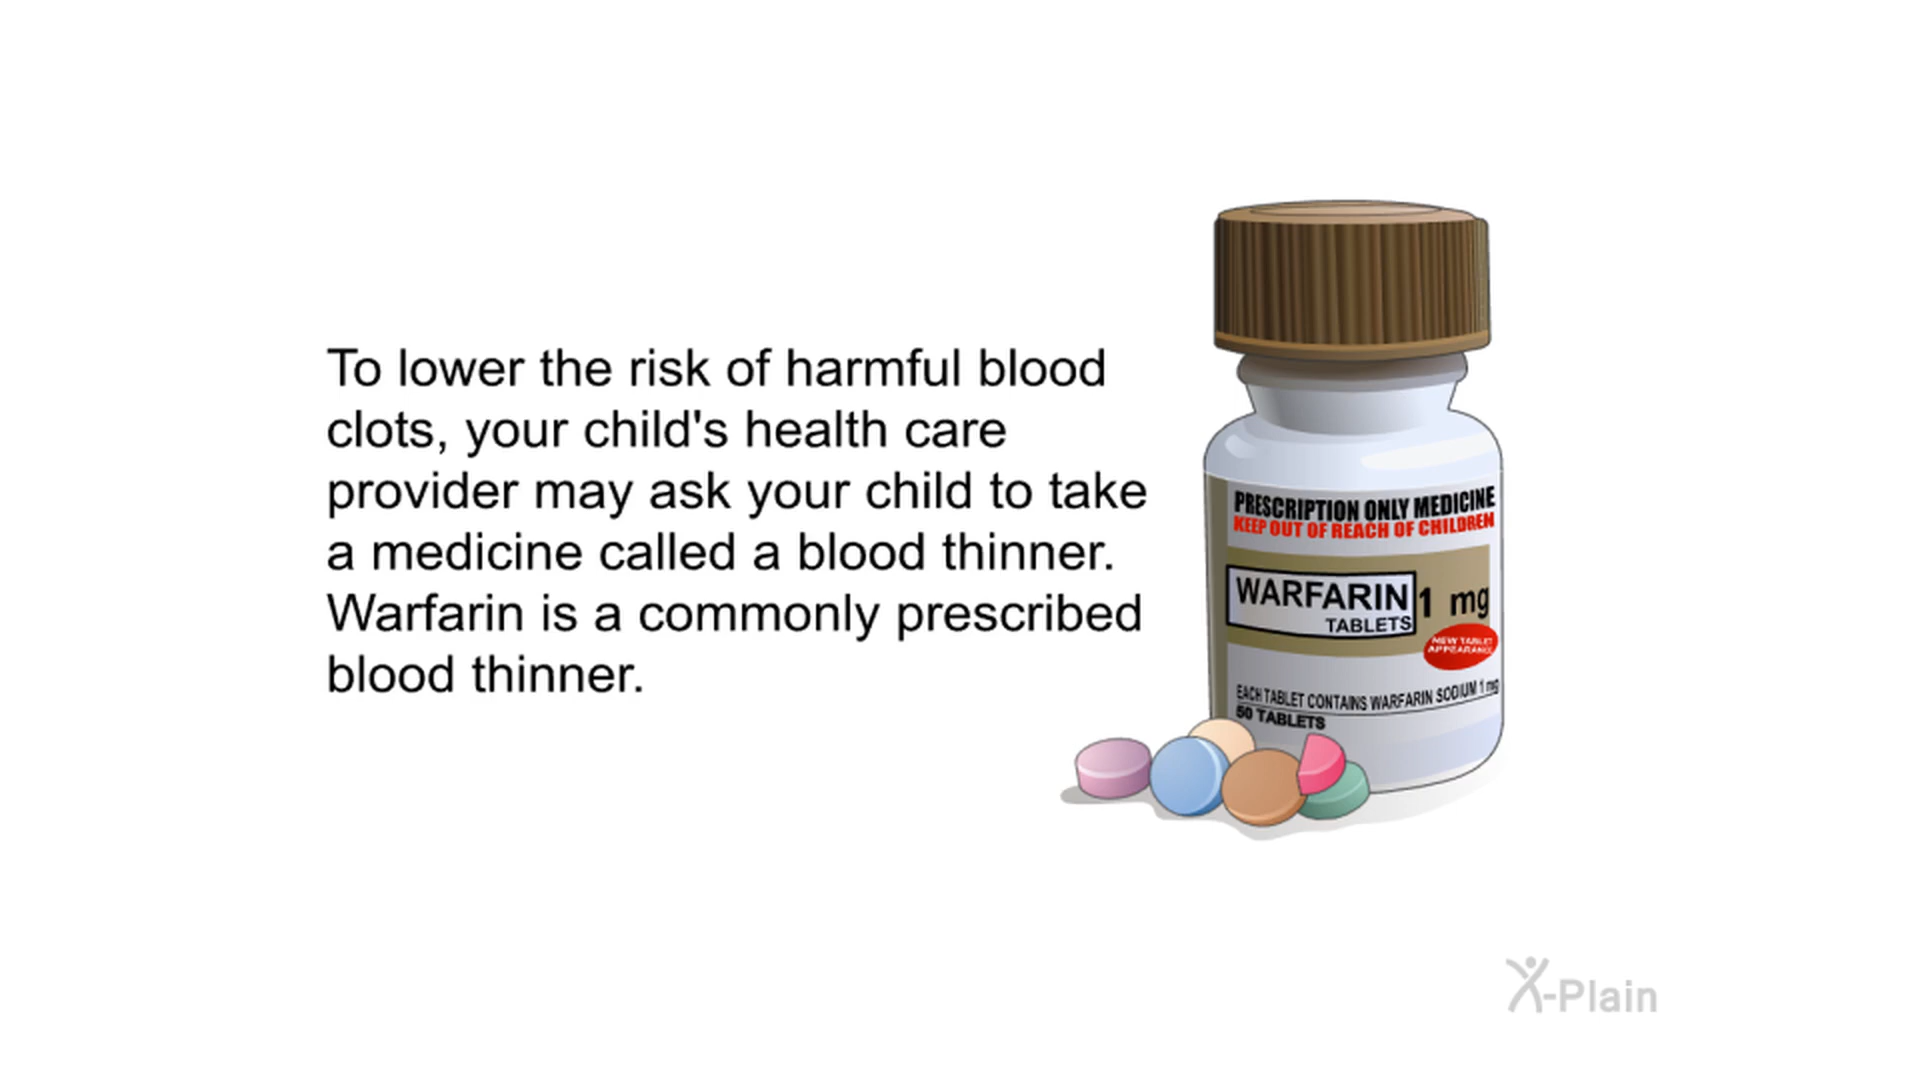 To lower the risk of harmful blood
clots, your child's health care
provider may ask your child to take
a medicine called a blood thinner.
Warfarin is a commonly prescribed
blood thinner.
PRESCRIPTION ONLY MEDICINE
KEEP OUT OF REACH OF CHILDREN
WARFARIN 1 mg
TABLETS
NEW TABLET
APPEARANCE
EACH TABLET CONTAINS WARFARIN SODIUM 1 mg
50 TABLETS
X-Plain